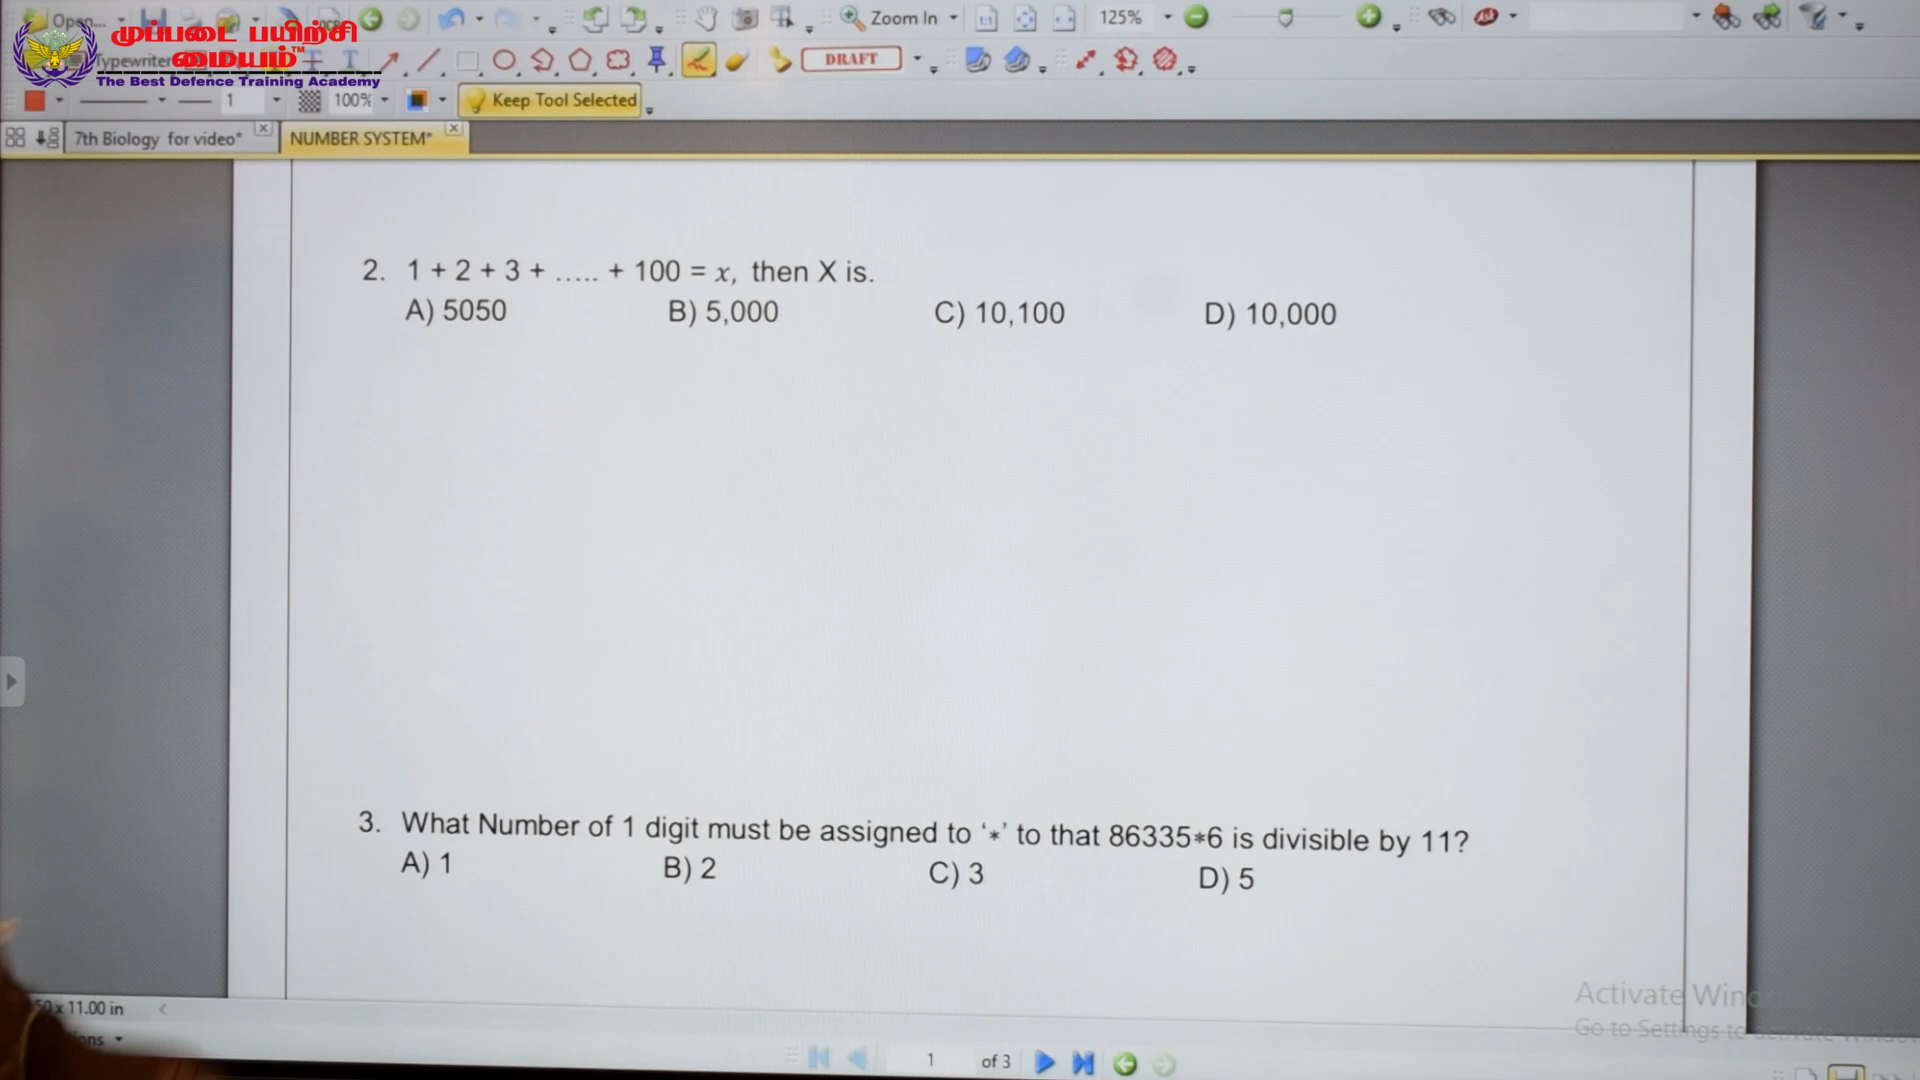 Open...
Zoom In
125%
முப்படை பயிற்சி
மையம்™
The Best Defence Training Academy
Typewriter
DRAFT
1
100%
Keep Tool Selected
7th Biology for video*
NUMBER SYSTEM*
2. 1 + 2 + 3 + ..... + 100 = x, then X is.
A) 5050 B) 5,000 C) 10,100 D) 10,000
3. What Number of 1 digit must be assigned to ‘*’ to that 86335*6 is divisible by 11?
A) 1 B) 2 C) 3 D) 5
Activate
Go to Settings to
x 11.00 in
1 of 3